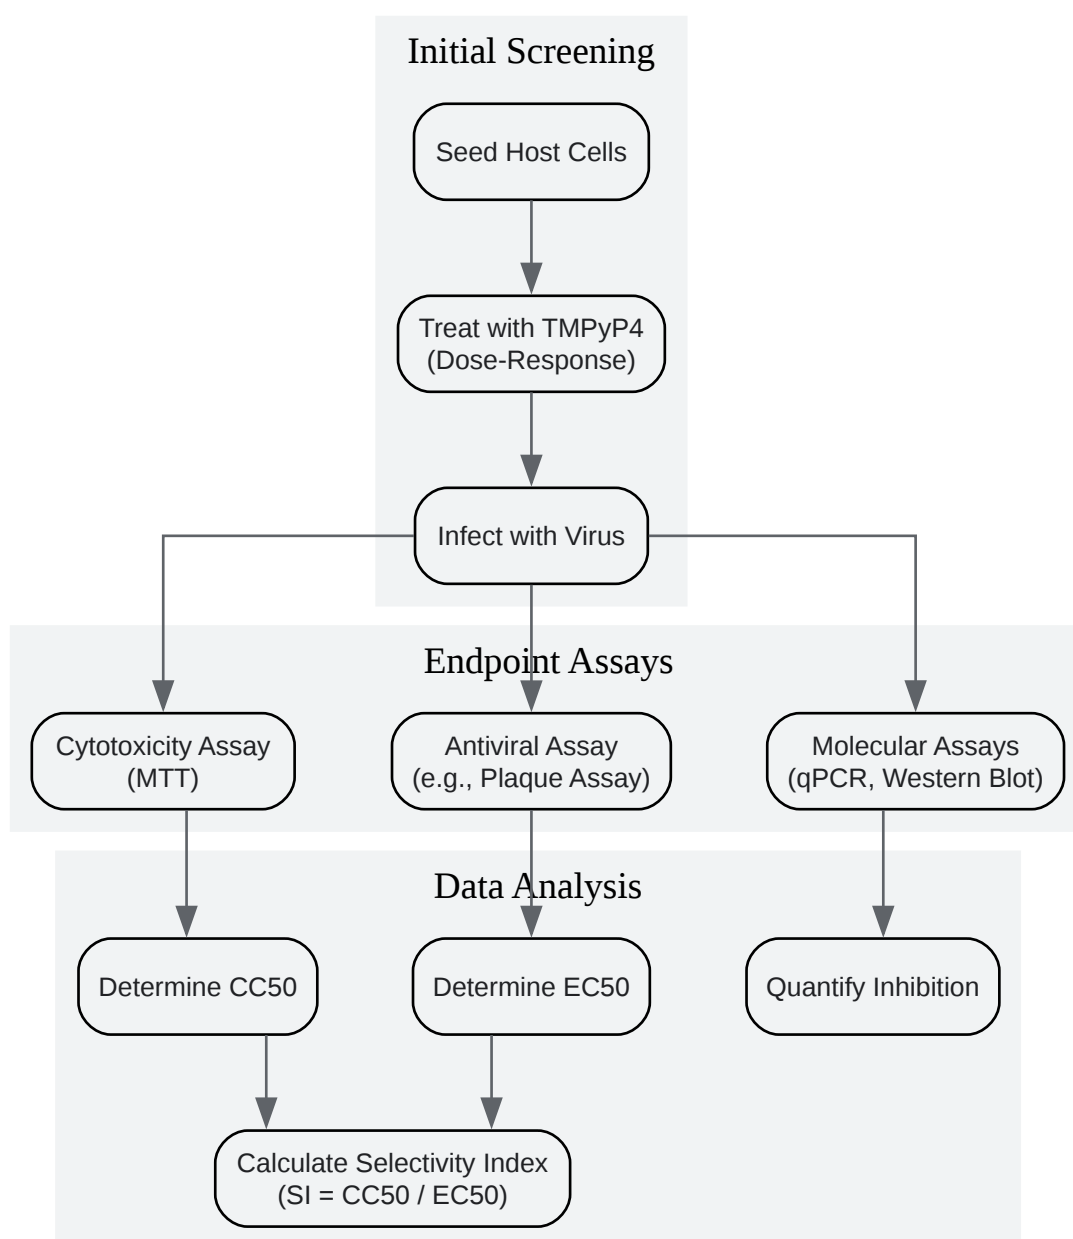 Initial Screening
Seed Host Cells
Treat with TMPyP4
(Dose-Response)
Infect with Virus
Endpoint Assays
Cytotoxicity Assay
(MTT)
Antiviral Assay
(e.g., Plaque Assay)
Molecular Assays
(qPCR, Western Blot)
Data Analysis
Determine CC50
Determine EC50
Quantify Inhibition
Calculate Selectivity Index
(SI = CC50 / EC50)